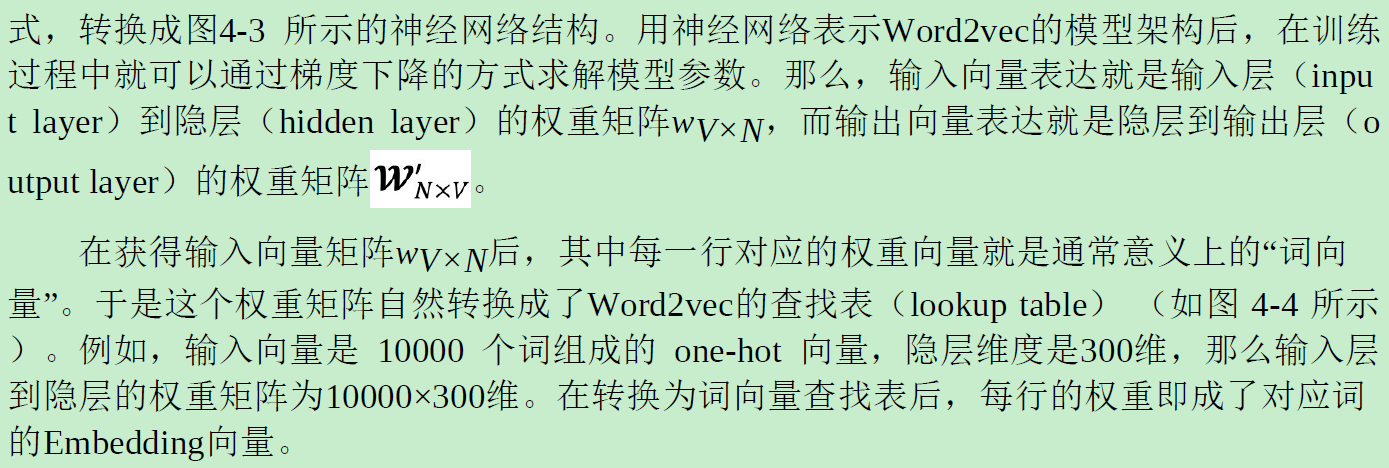 式，转换成图4-3 所示的神经网络结构。用神经网络表示Word2vec的模型架构后，在训练
过程中就可以通过梯度下降的方式求解模型参数。那么，输入向量表达就是输入层（inpu
t layer）到隐层（hidden layer）的权重矩阵wV×N，而输出向量表达就是隐层到输出层（o
utput layer）的权重矩阵W′N×V。
在获得输入向量矩阵wV×N后，其中每一行对应的权重向量就是通常意义上的“词向
量”。于是这个权重矩阵自然转换成了Word2vec的查找表（lookup table）（如图 4-4 所示
）。例如，输入向量是 10000 个词组成的 one-hot 向量，隐层维度是300维，那么输入层
到隐层的权重矩阵为10000×300维。在转换为词向量查找表后，每行的权重即成了对应词
的Embedding向量。